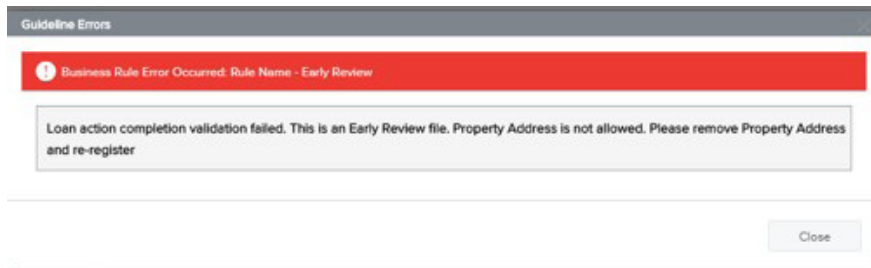 Guideline Errors
Business Rule Error Occurred: Rule Name - Early Review
Loan action completion validation failed. This is an Early Review file. Property Address is not allowed. Please remove Property Address
and re-register
Close